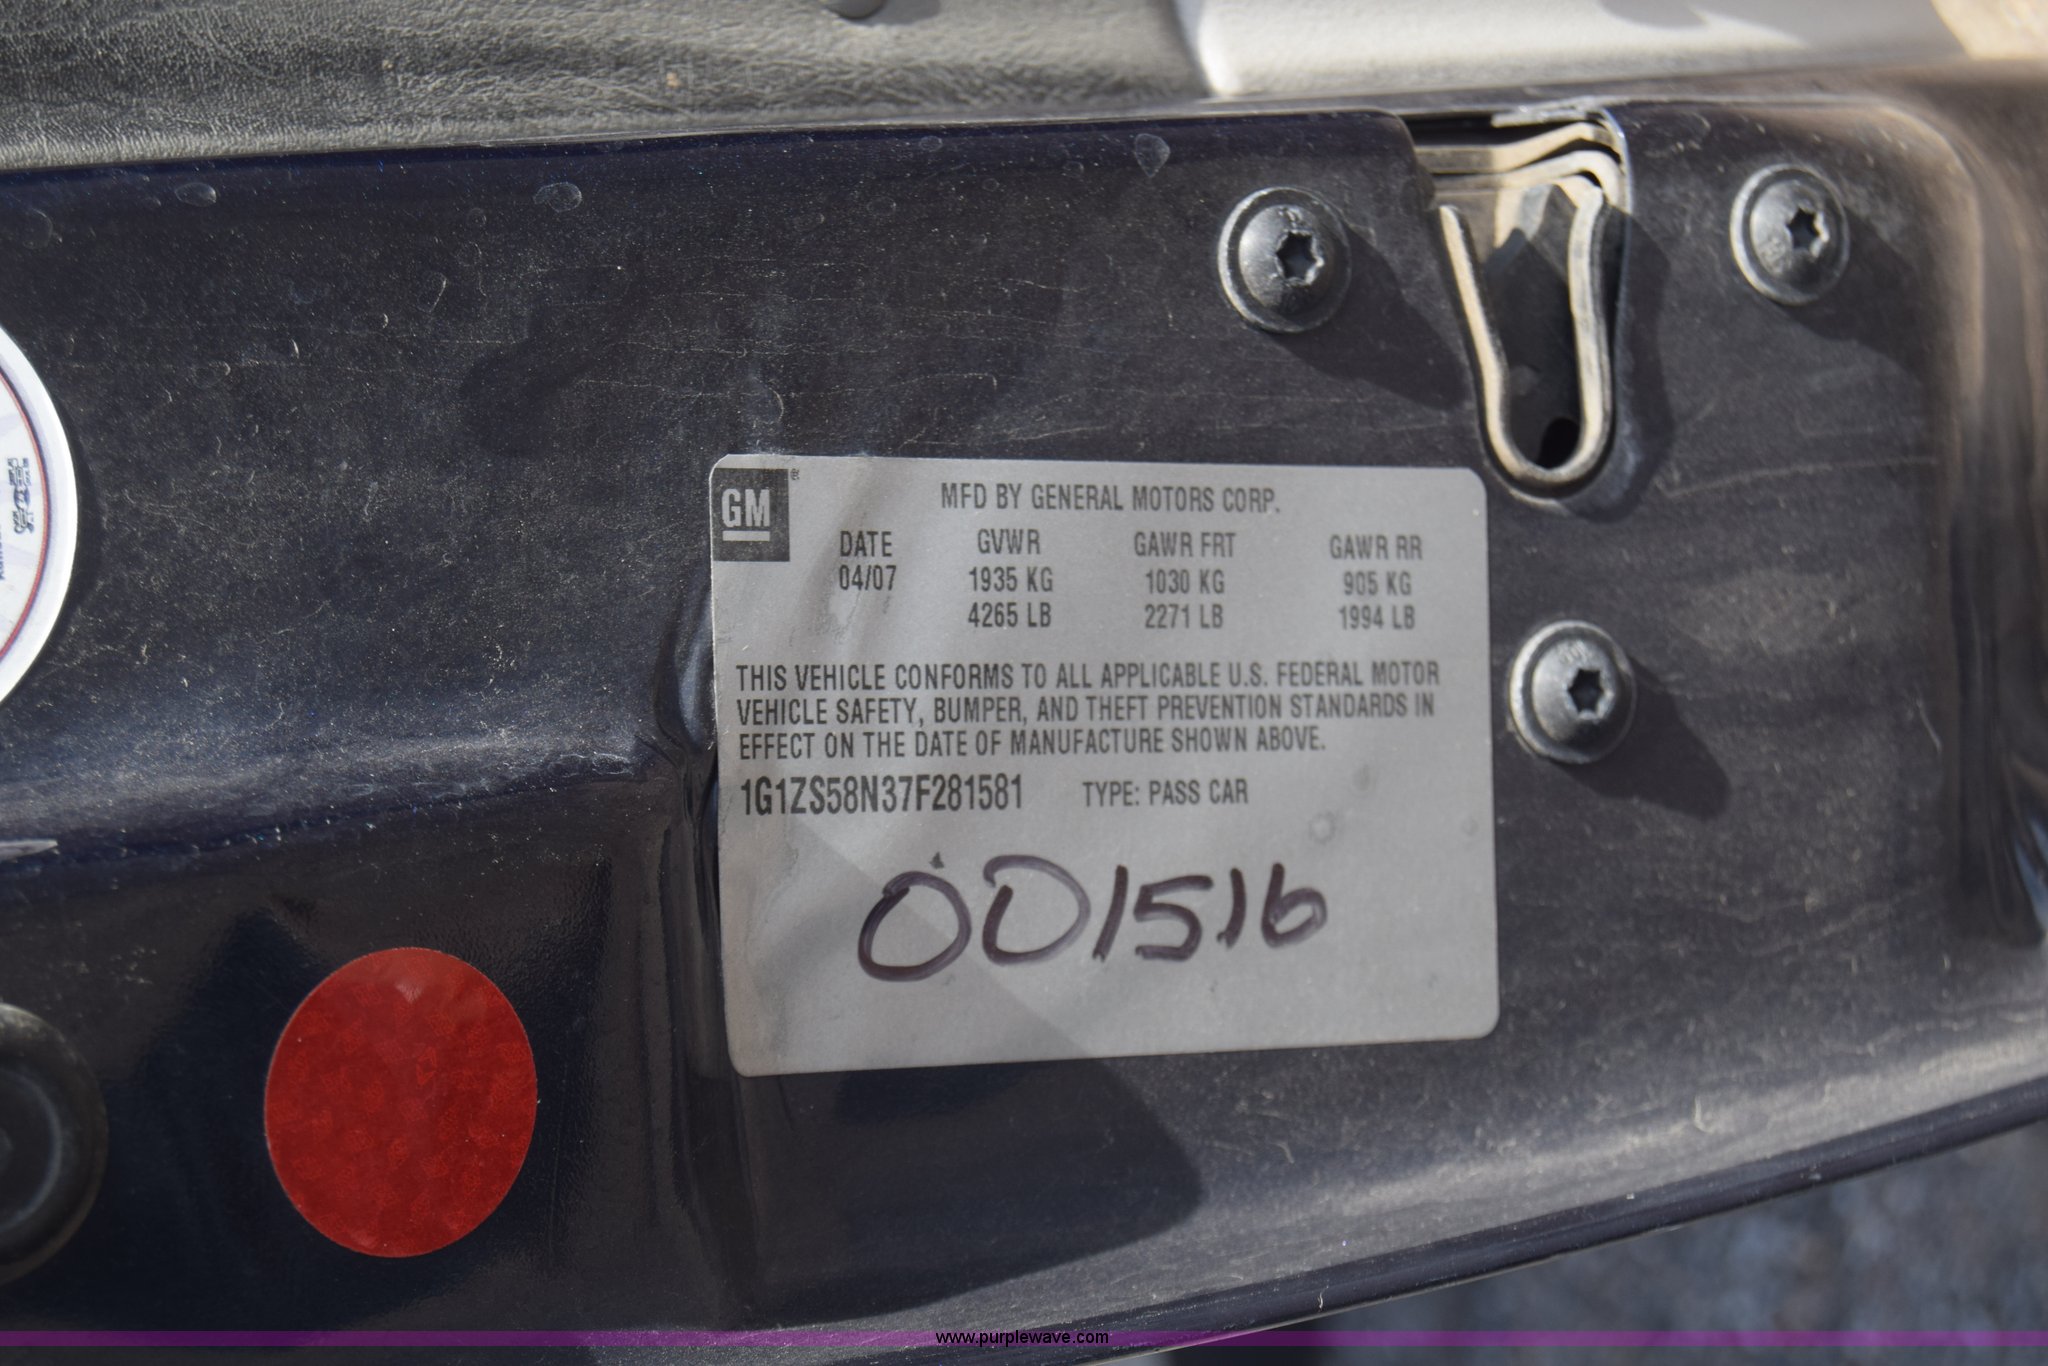 GM ®
MFD BY GENERAL MOTORS CORP.
DATE GVWR GAWR FRT GAWR RR
04/07 1935 KG 1030 KG 905 KG
4265 LB 2271 LB 1994 LB
THIS VEHICLE CONFORMS TO ALL APPLICABLE U.S. FEDERAL MOTOR
VEHICLE SAFETY, BUMPER, AND THEFT PREVENTION STANDARDS IN
EFFECT ON THE DATE OF MANUFACTURE SHOWN ABOVE.
1G1ZS58N37F281581 TYPE: PASS CAR
001516
www.purplewave.com